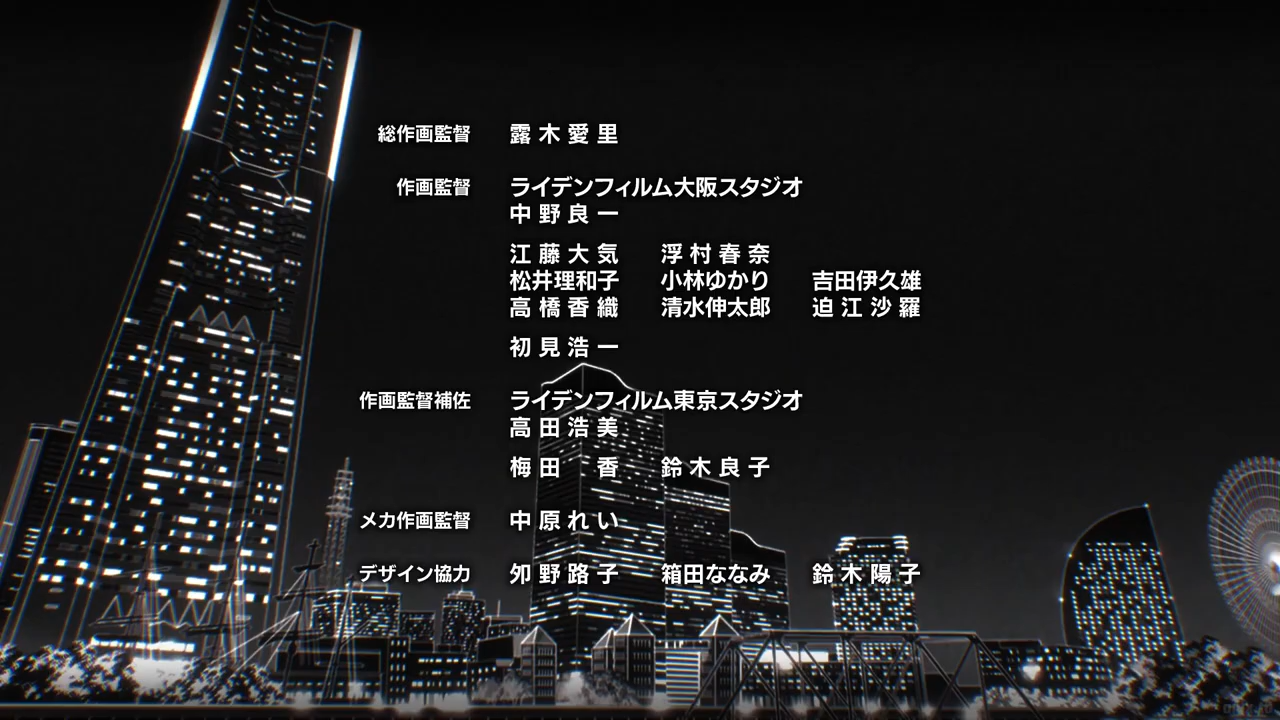 総作画監督 露木愛里
作画監督 ライデンフィルム大阪スタジオ
中野良一
江藤大気 浮村春奈
松井理和子 小林ゆかり 吉田伊久雄
高橋香織 清水伸太郎 迫江沙羅
初見浩一
作画監督補佐 ライデンフィルム東京スタジオ
高田浩美
梅田 香 鈴木良子
メカ作画監督 中原れい
デザイン協力 夘野路子 箱田ななみ 鈴木陽子